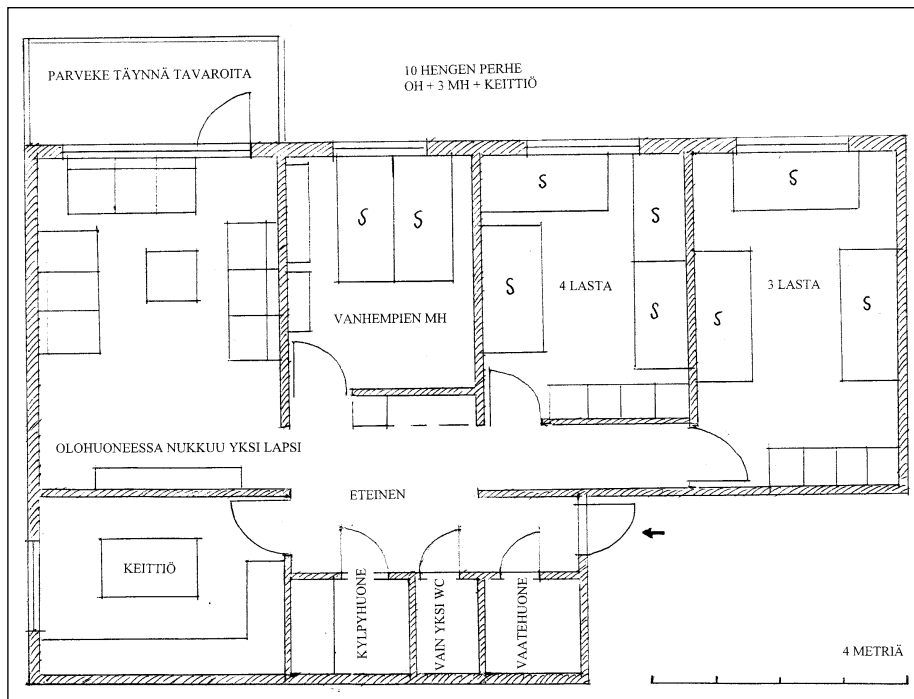 PARVEKE TÄYNNÄ TAVAROITA
10 HENGEN PERHE
OH + 3 MH + KEITTIÖ
S
S
S
S
S
S
S
S
S
4 LASTA
3 LASTA
VANHEMPIEN MH
OLOHUONEESSA NUKKUU YKSI LAPSI
ETEINEN
KEITTIÖ
KYLPYHUONE
VAIN YKSI WC
VAATEHUONE
4 METRIÄ